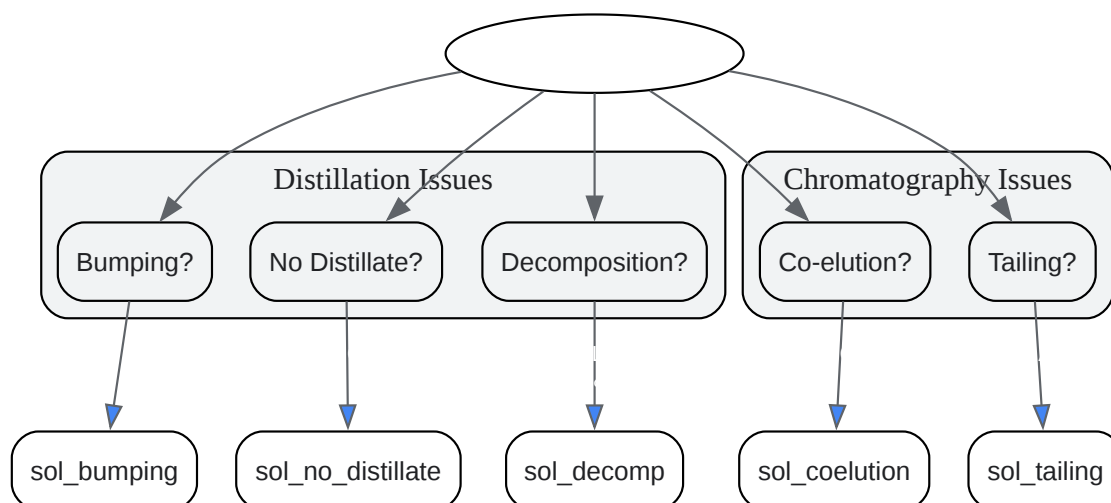 Distillation Issues
Chromatography Issues
Bumping?
No Distillate?
Decomposition?
Co-elution?
Tailing?
sol_bumping
sol_no_distillate
sol_decomp
sol_coelution
sol_tailing